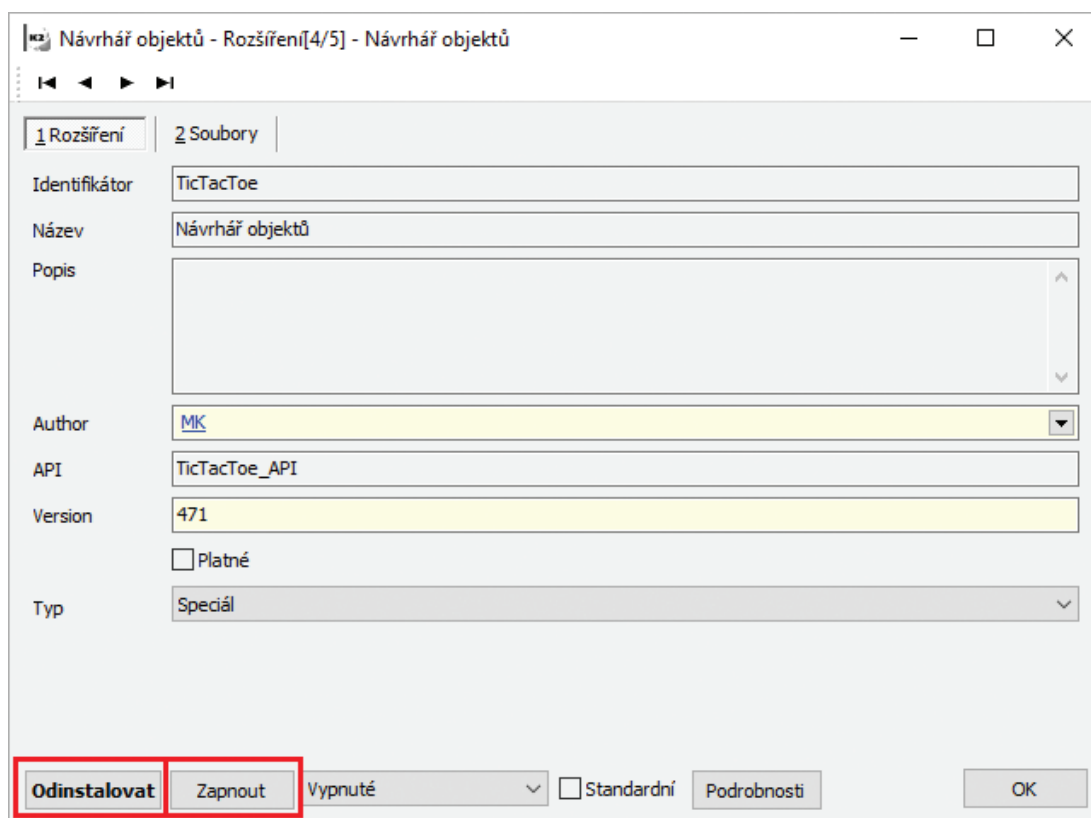 K2 Návrhář objektů - Rozšíření[4/5] - Návrhář objektů
1 Rozšíření 2 Soubory
Identifikátor TicTacToe
Název Návrhář objektů
Popis
Author MK
API TicTacToe_API
Version 471
Platné
Typ Speciál
Odinstalovat Zapnout Vypnuté Standardní Podrobnosti OK